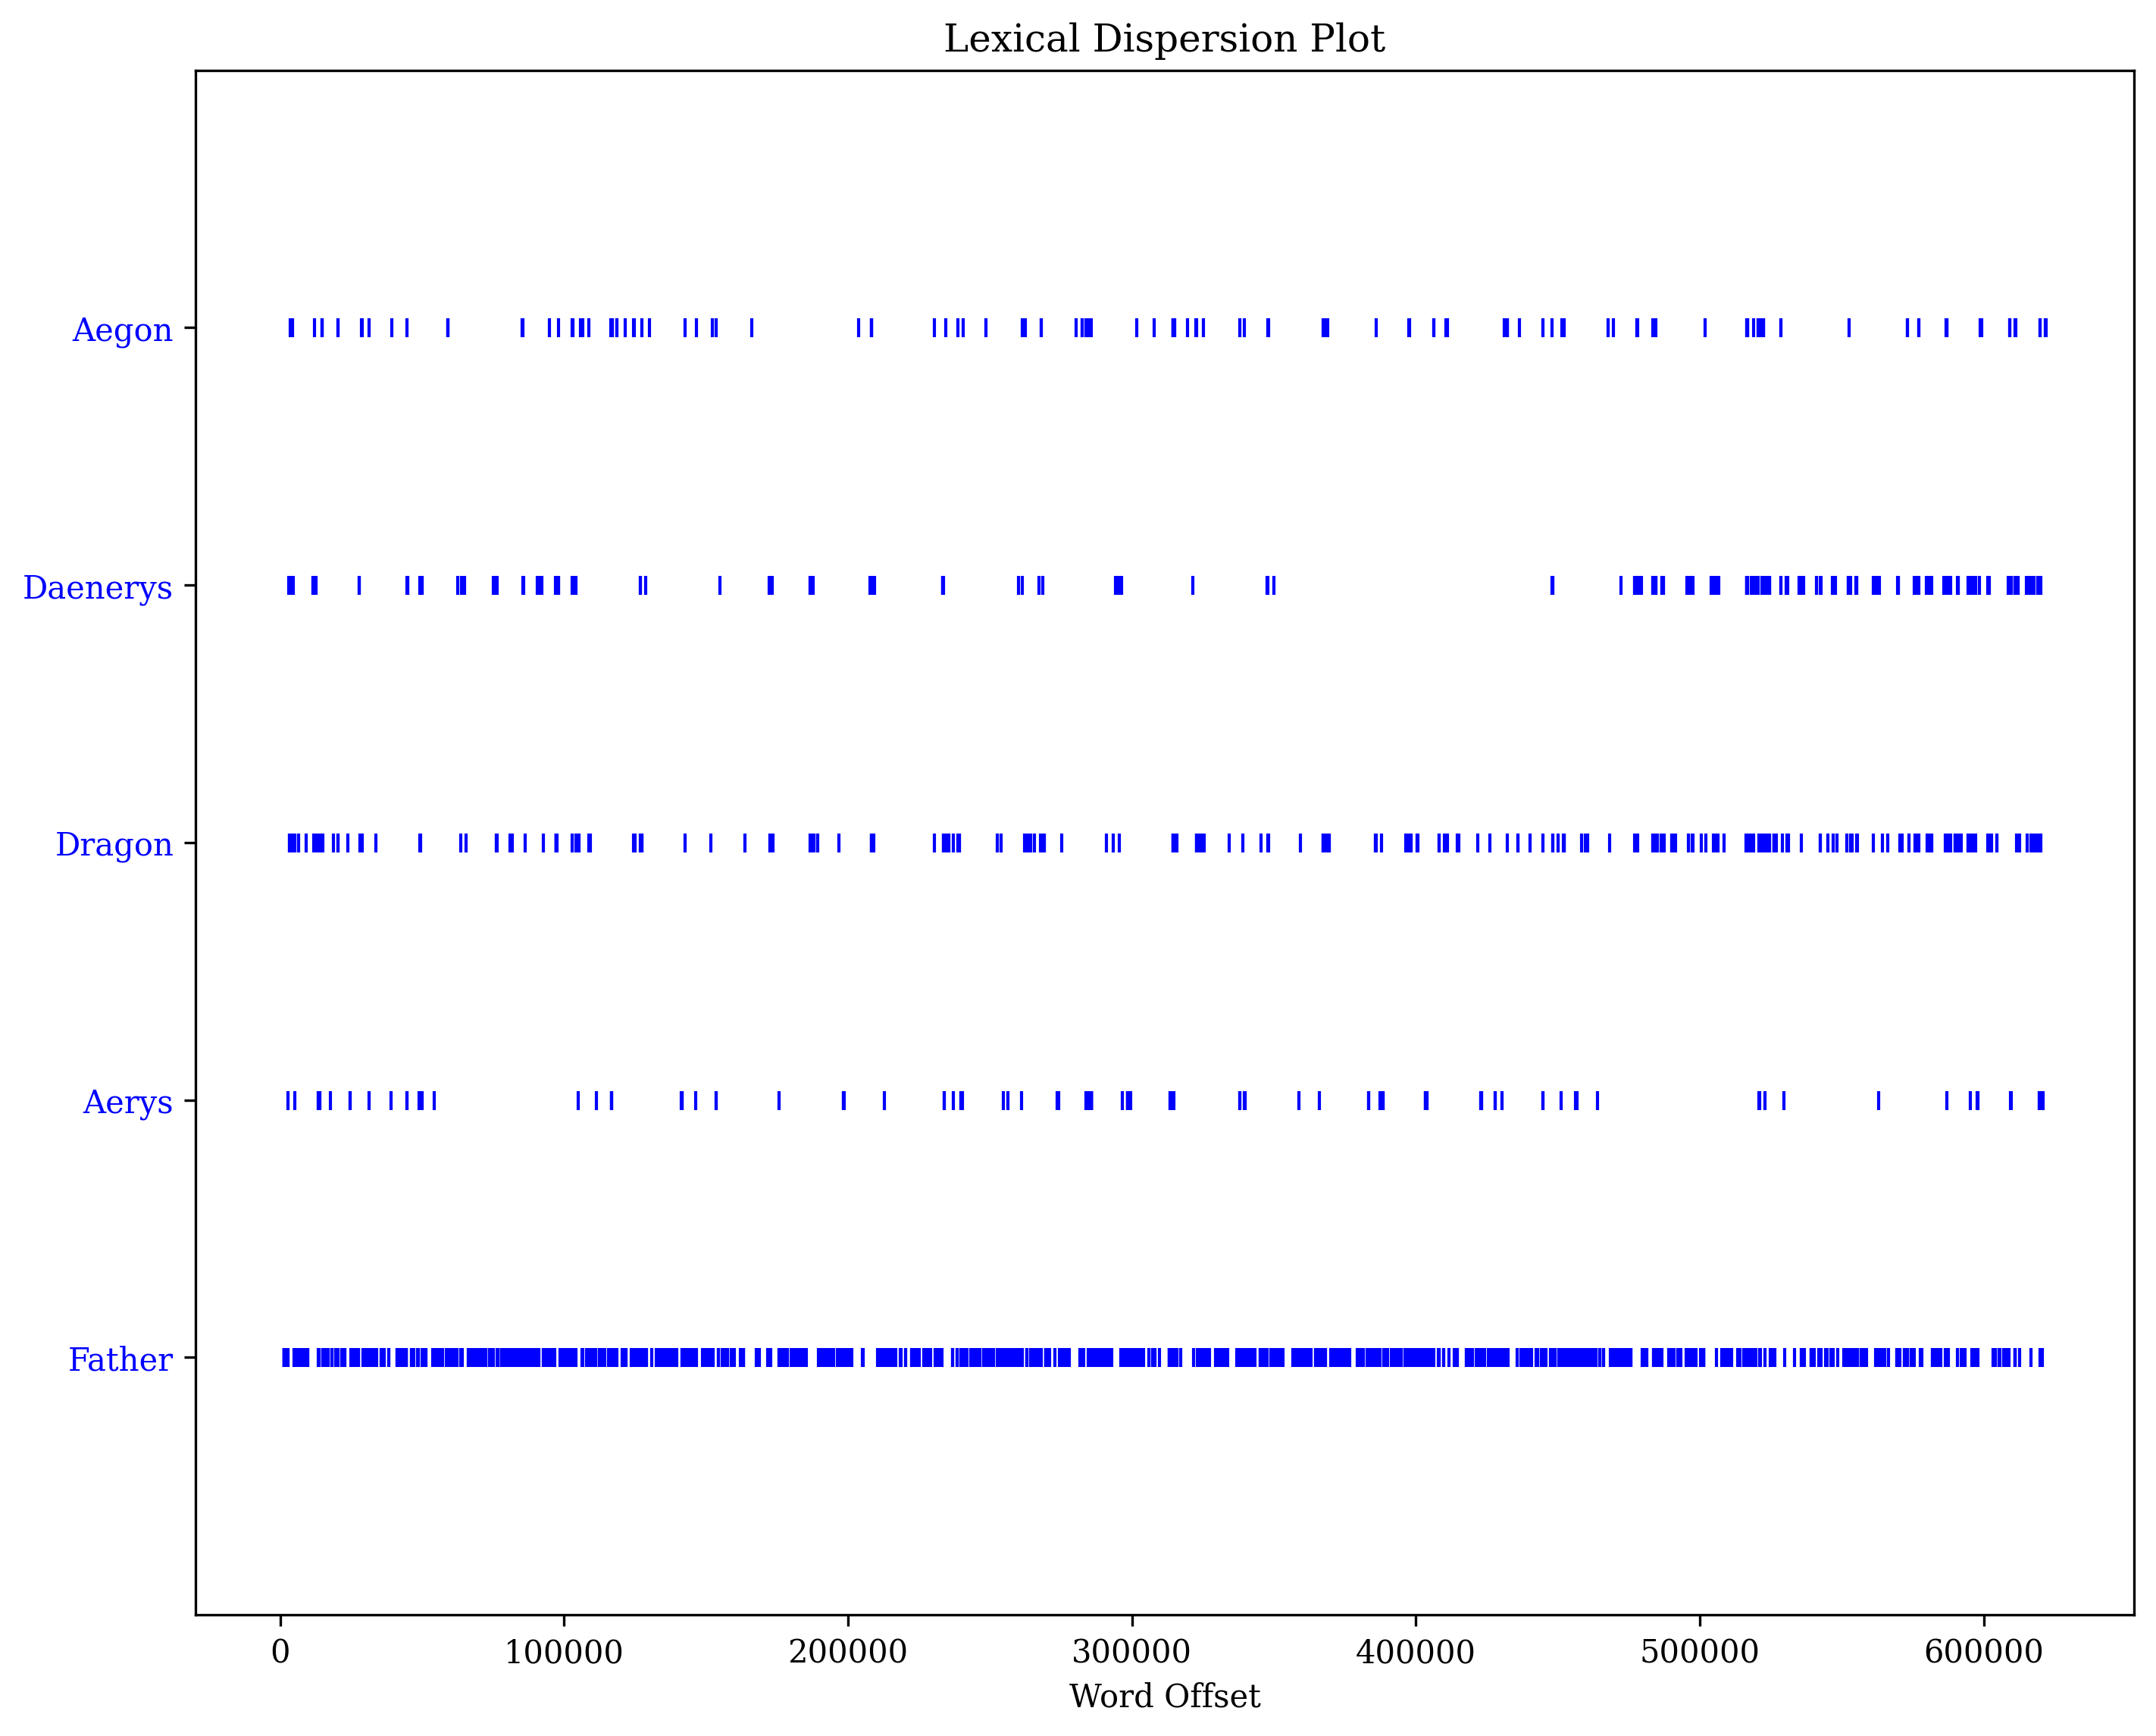 Lexical Dispersion Plot
Aegon
Daenerys
Dragon
Aerys
Father
0 100000 200000 300000 400000 500000 600000
Word Offset